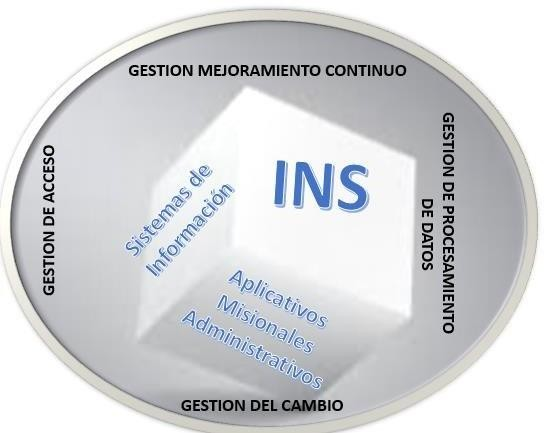 GESTION MEJORAMIENTO CONTINUO
GESTION DE ACCESO
Sistemas de
Información
INS
GESTION DE PROCESAMIENTO
DE DATOS
Aplicativos
Misionales
Administrativos
GESTION DEL CAMBIO